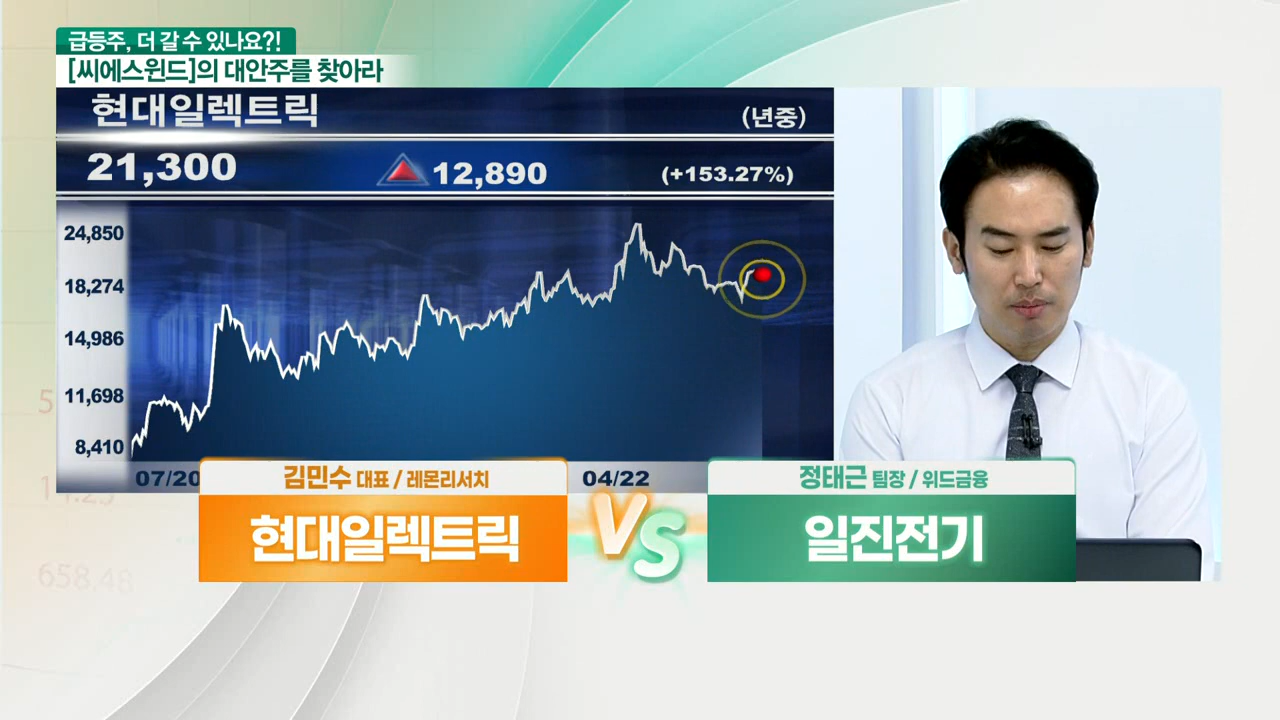 급등주, 더 갈 수 있나요?!
[씨에스윈드]의 대안주를 찾아라
현대일렉트릭
(년중)
21,300 ▲ 12,890 (+153.27%)
24,850
18,274
14,986
11,698
8,410
07/20 04/22
김민수 대표 / 레몬리서치
현대일렉트릭
VS
정태근 팀장 / 위드금융
일진전기
658.48